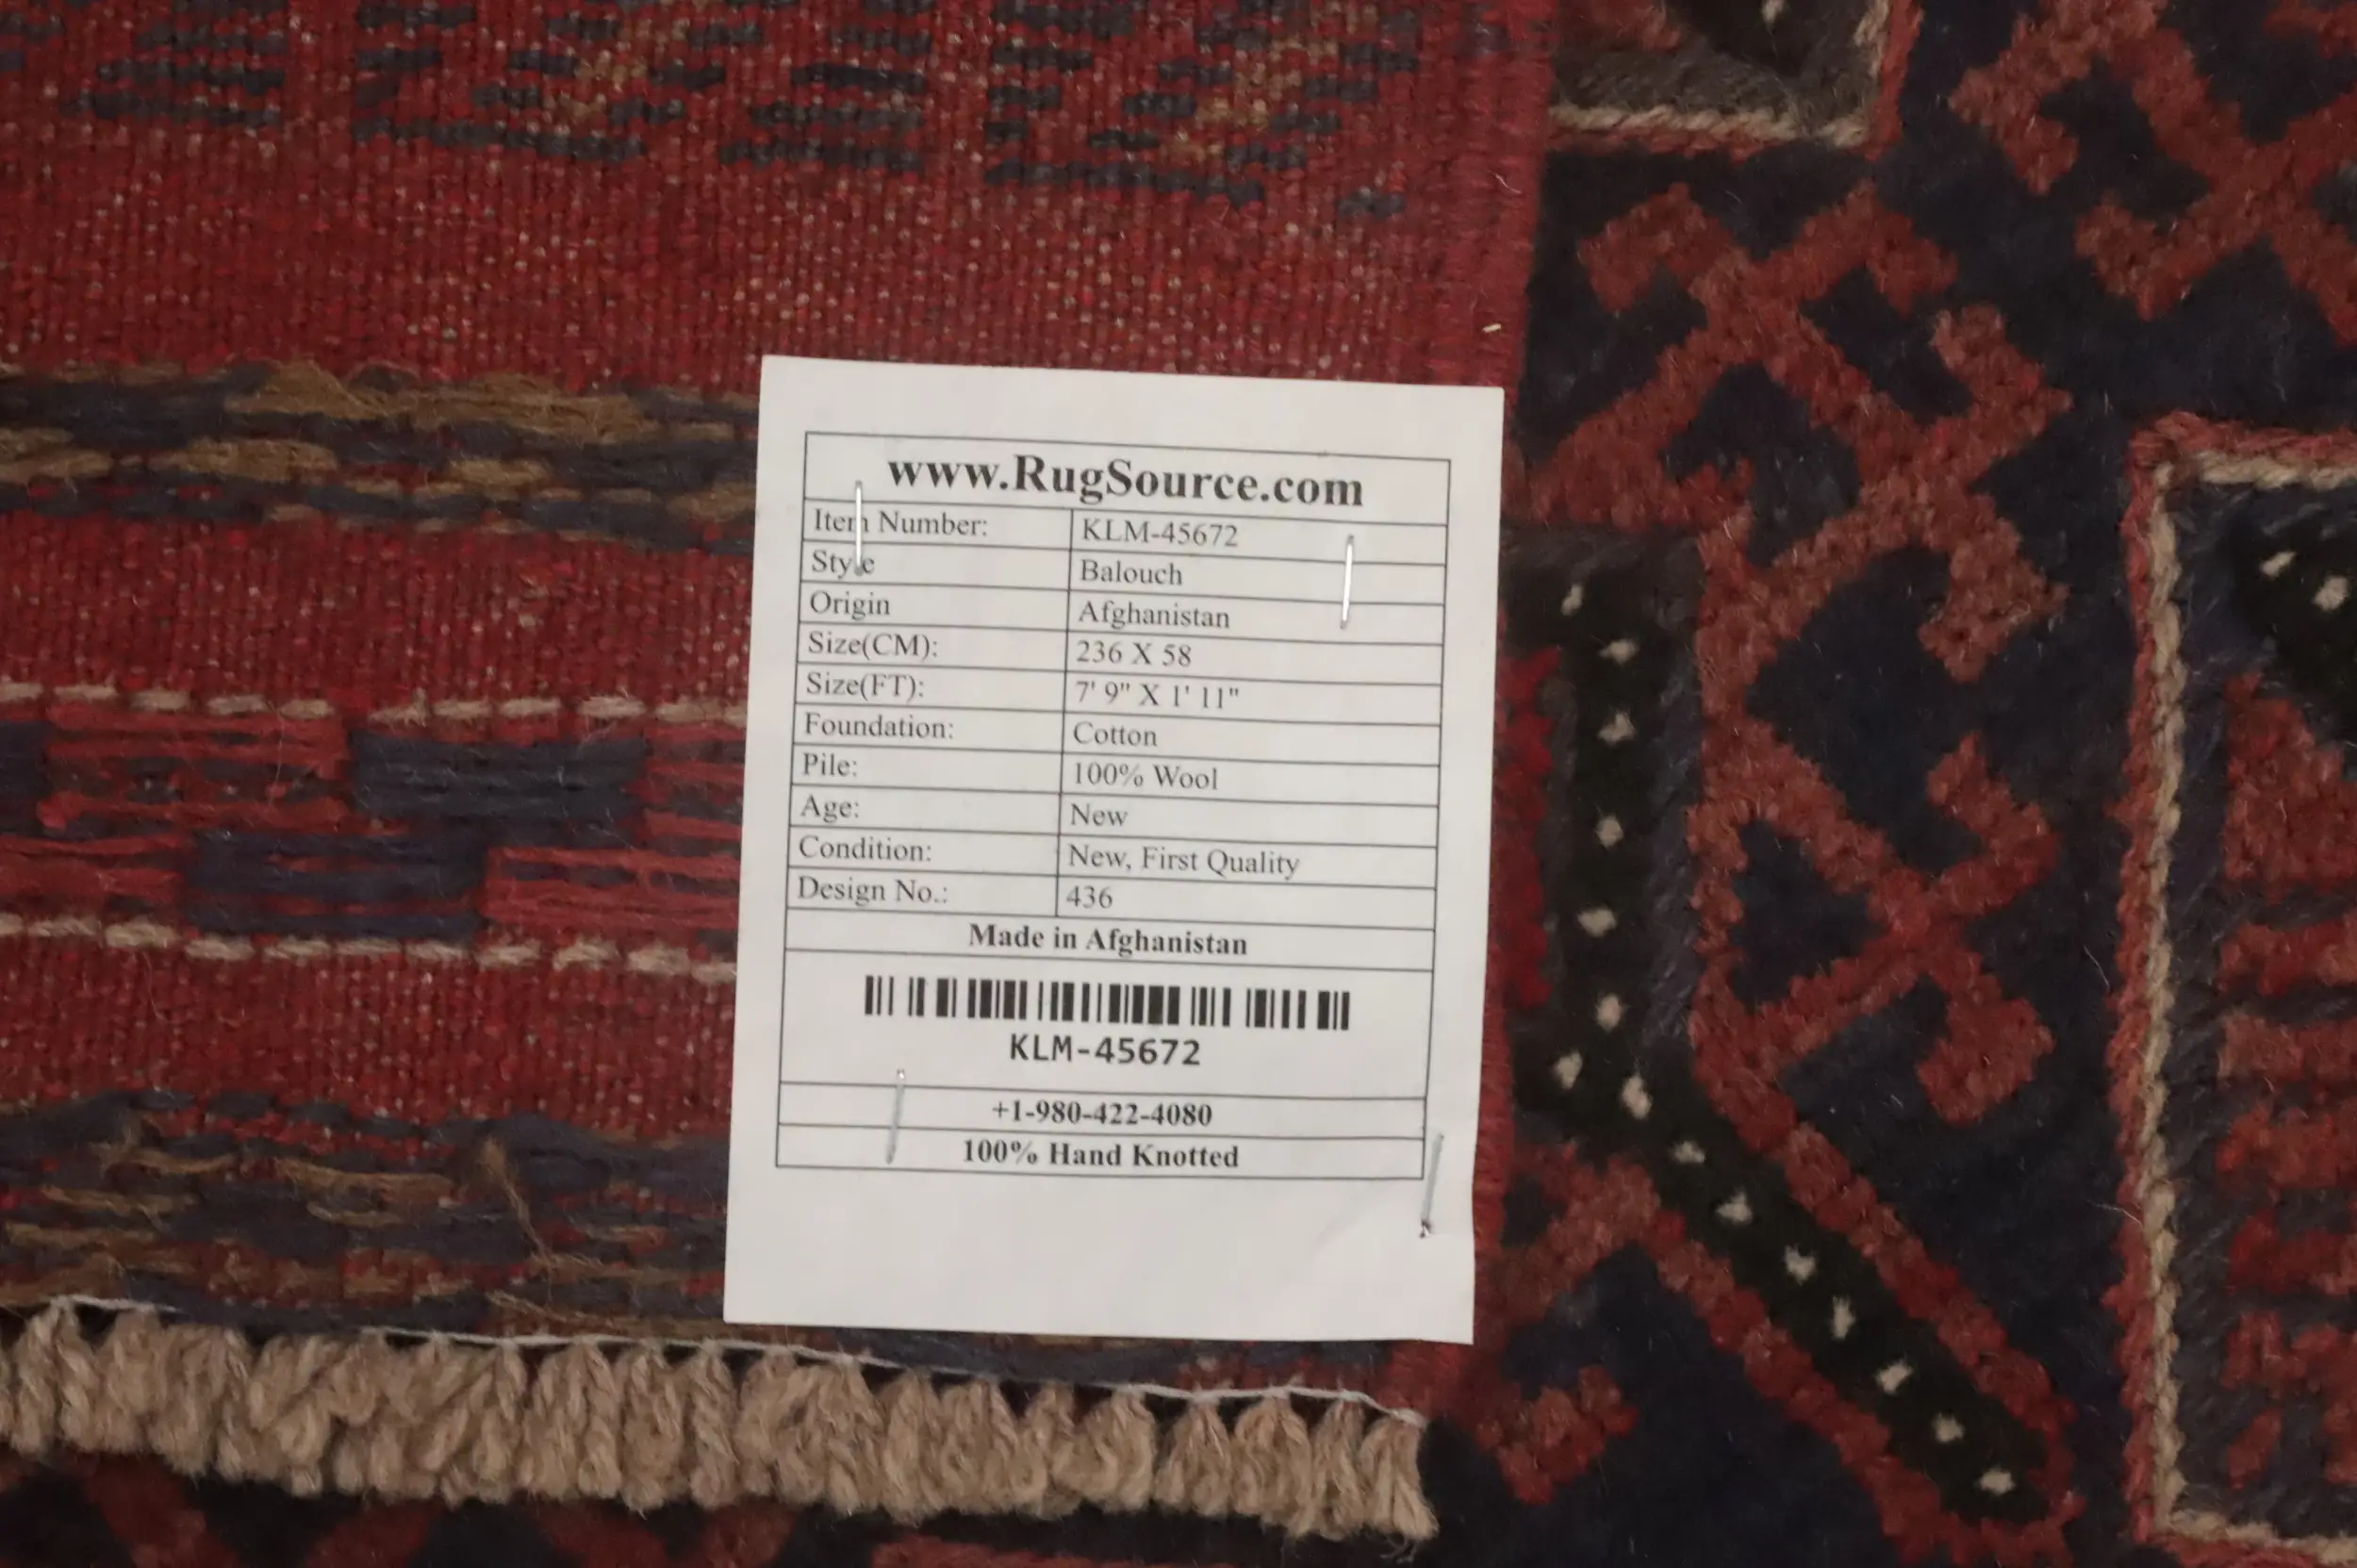 www.RugSource.com
Item Number: KLM-45672
Style Balouch
Origin Afghanistan
Size(CM): 236 X 58
Size(FT): 7' 9" X 1' 11"
Foundation: Cotton
Pile: 100% Wool
Age: New
Condition: New, First Quality
Design No.: 436
Made in Afghanistan
KLM-45672
+1-980-422-4080
100% Hand Knotted